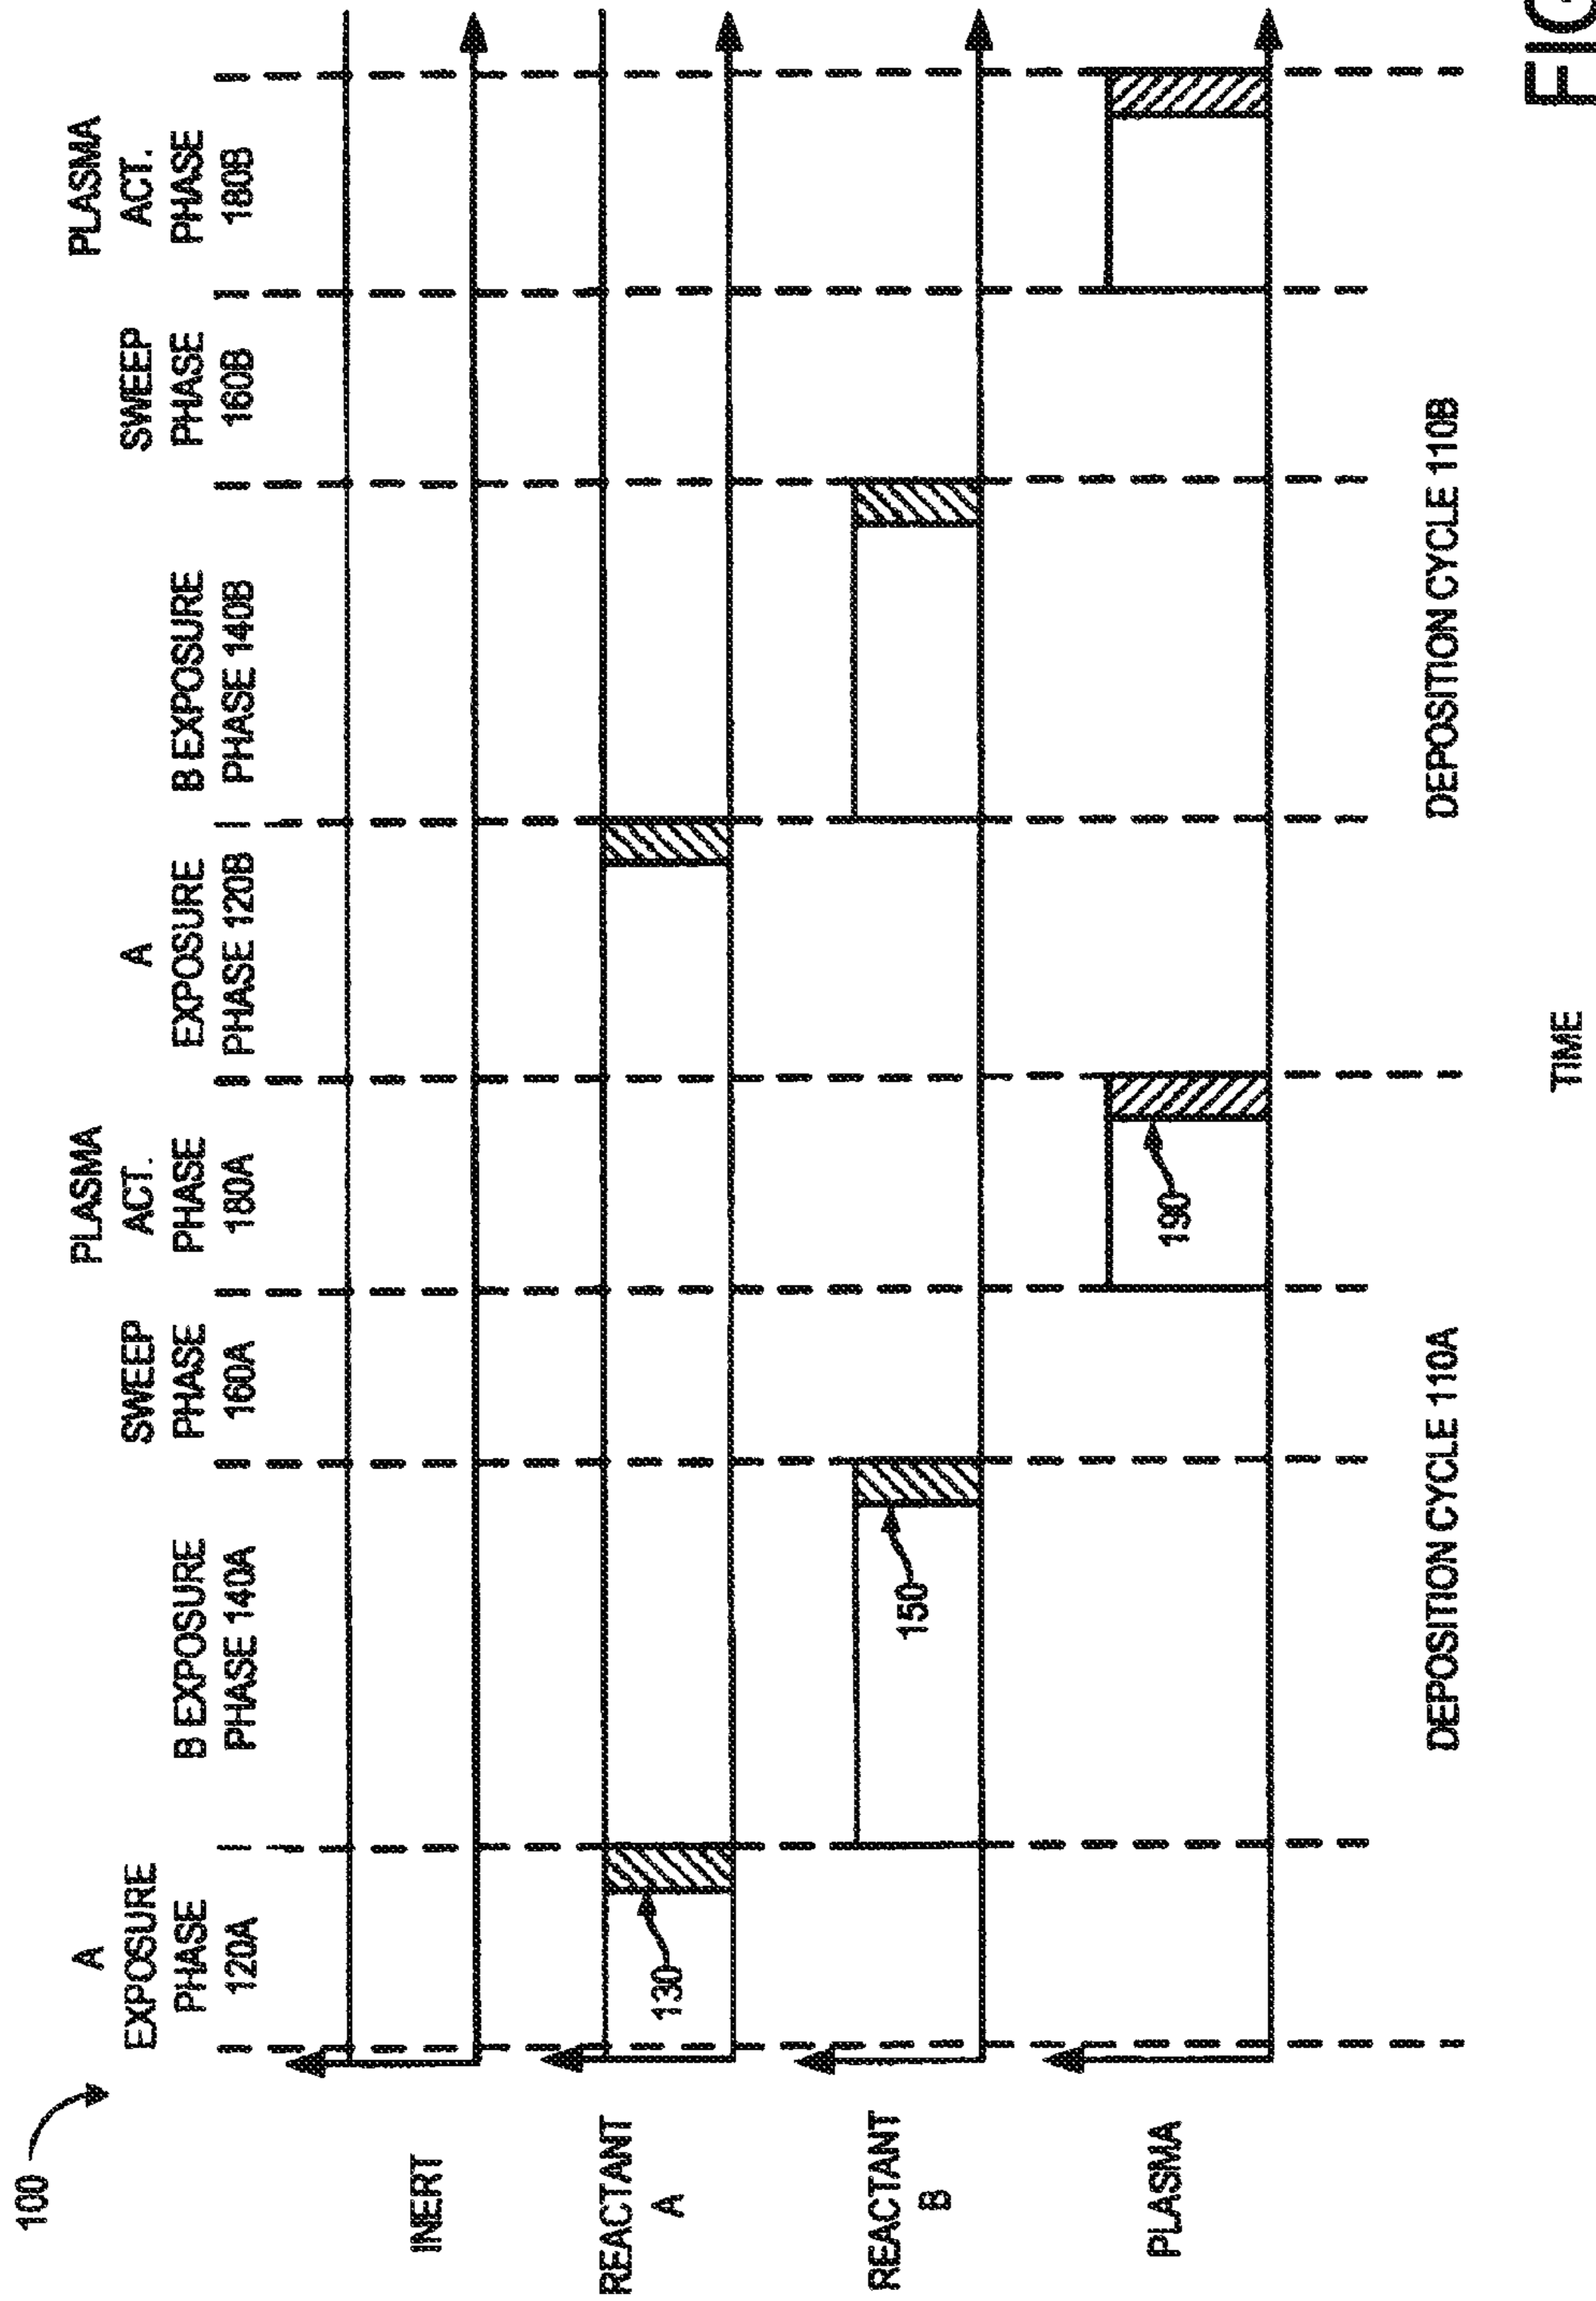 100
A
EXPOSURE
PHASE
120A
B EXPOSURE
PHASE 140A
SWEEP
PHASE
160A
PLASMA
ACT.
PHASE
180A
A
EXPOSURE
PHASE 120B
B EXPOSURE
PHASE 140B
SWEEP
PHASE
160B
PLASMA
ACT.
PHASE
180B
INERT
REACTANT
A
130
REACTANT
B
150
PLASMA
190
DEPOSITION CYCLE 110A
DEPOSITION CYCLE 110B
TIME